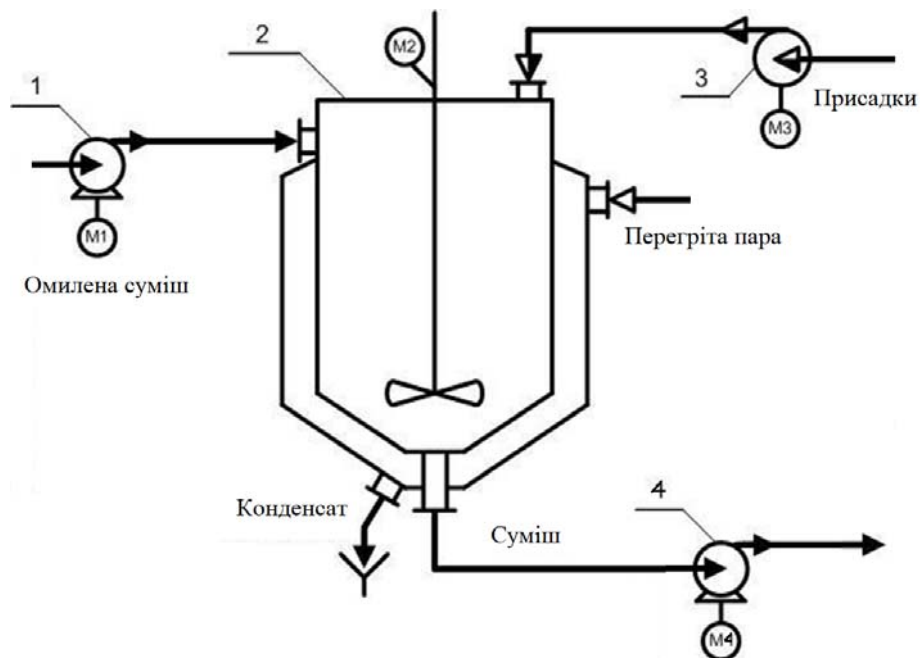 M2
2
1
3
Присадки
M3
M1
Перегріта пара
Омилена суміш
4
Конденсат
Суміш
M4